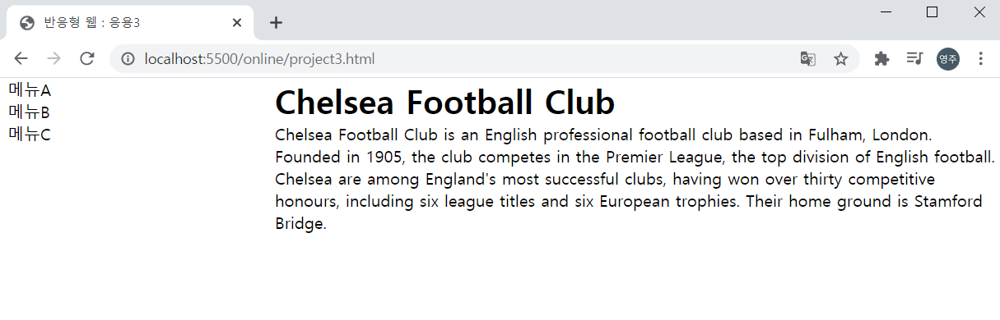 반응형 웹 : 응용3
localhost:5500/online/project3.html
영주
메뉴A
메뉴B
메뉴C
Chelsea Football Club
Chelsea Football Club is an English professional football club based in Fulham, London.
Founded in 1905, the club competes in the Premier League, the top division of English football.
Chelsea are among England's most successful clubs, having won over thirty competitive
honours, including six league titles and six European trophies. Their home ground is Stamford
Bridge.